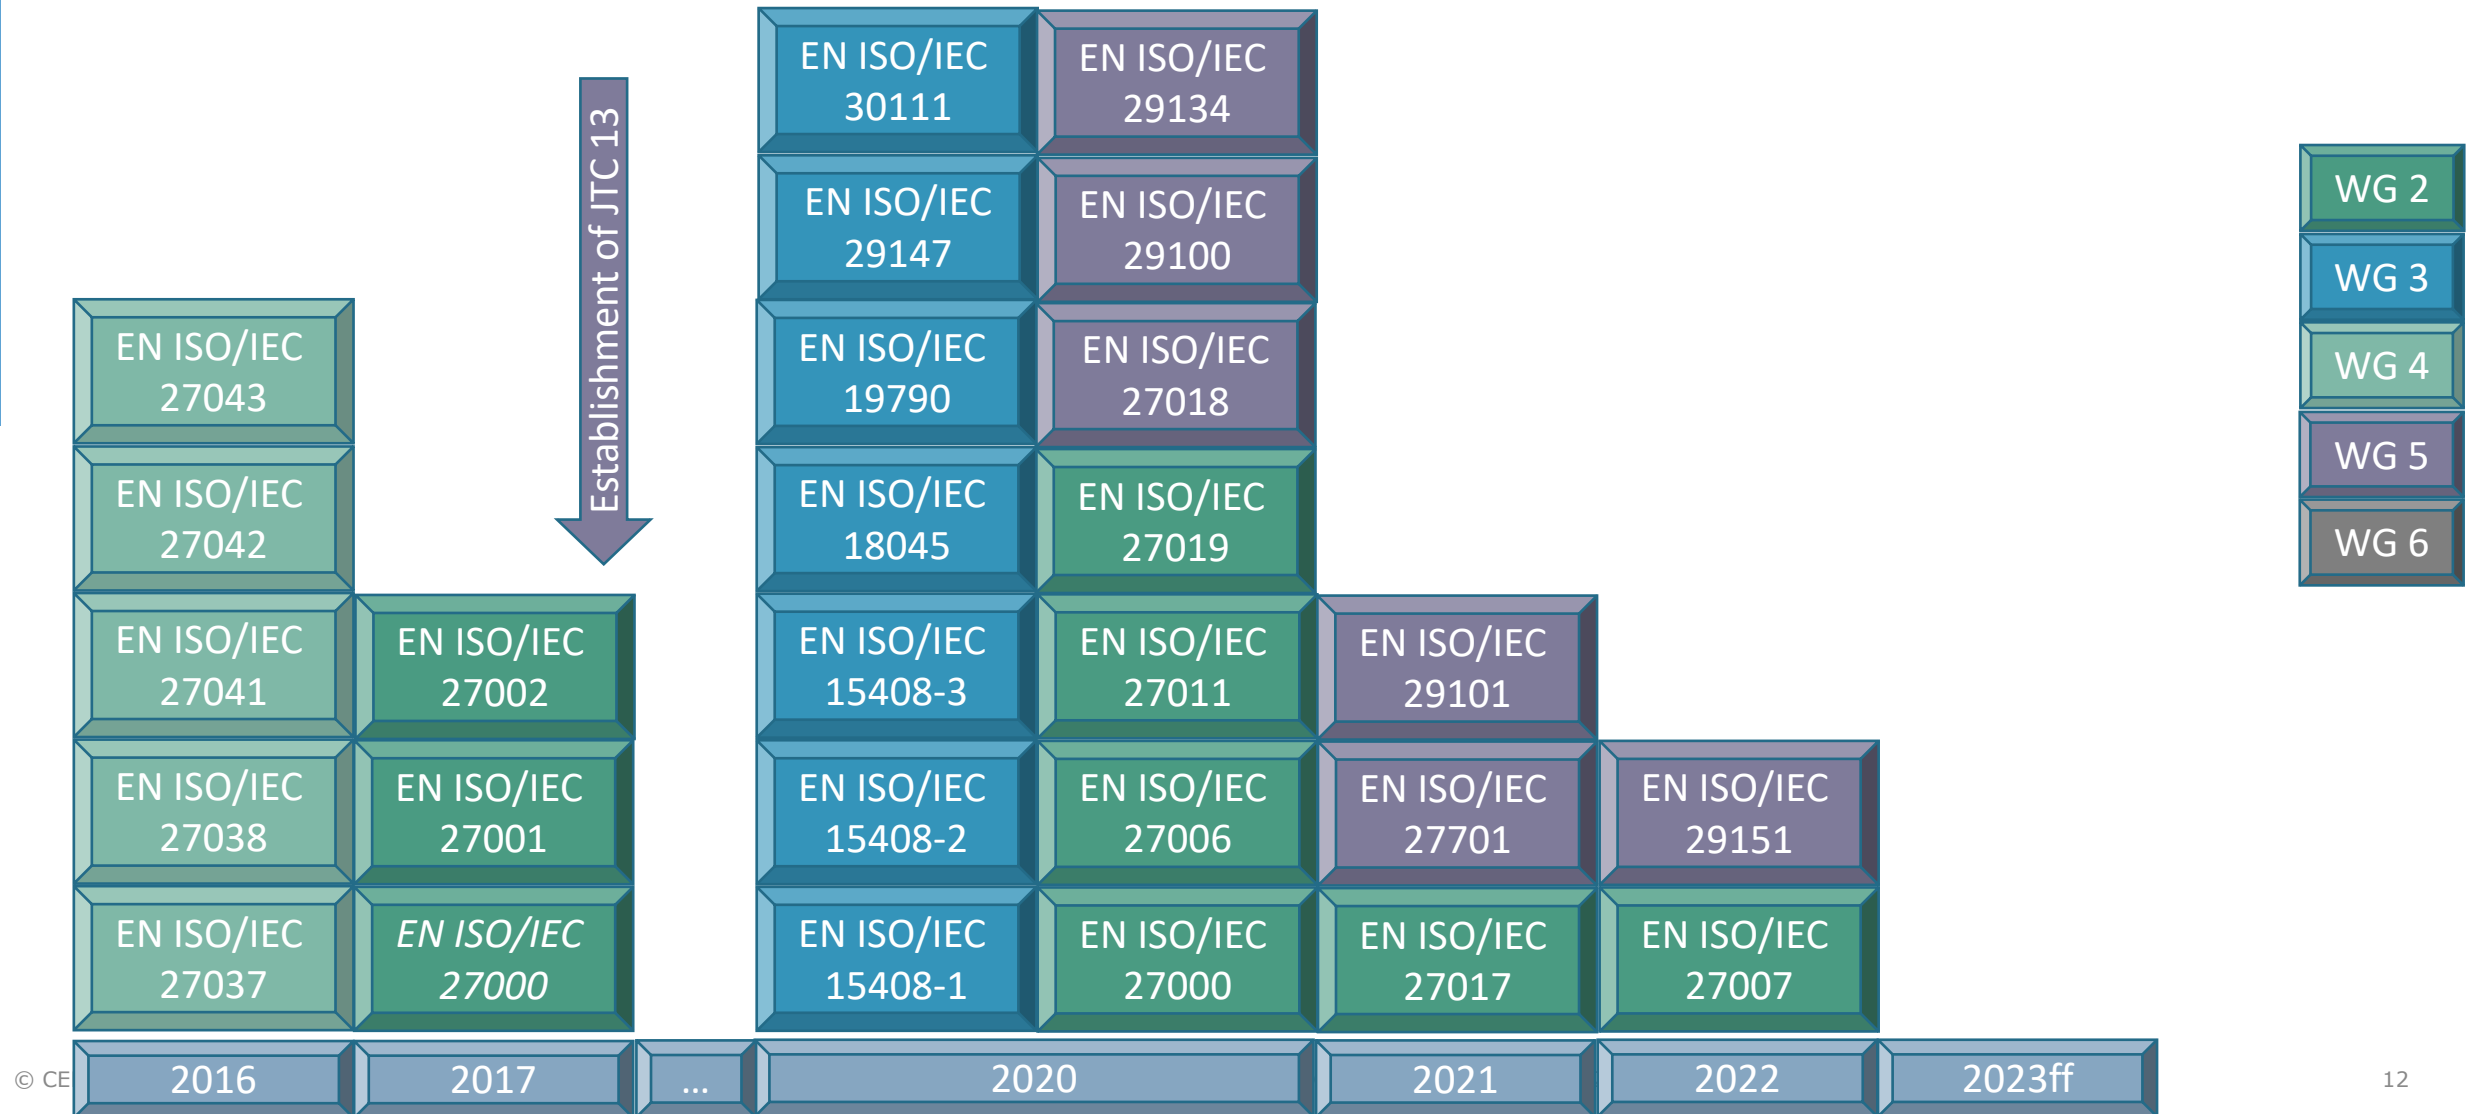 EN ISO/IEC
27043
EN ISO/IEC
27042
EN ISO/IEC
27041
EN ISO/IEC
27038
EN ISO/IEC
27037
EN ISO/IEC
27002
EN ISO/IEC
27001
EN ISO/IEC
27000
Establishment of JTC 13
EN ISO/IEC
30111
EN ISO/IEC
29147
EN ISO/IEC
19790
EN ISO/IEC
18045
EN ISO/IEC
15408-3
EN ISO/IEC
15408-2
EN ISO/IEC
15408-1
EN ISO/IEC
29134
EN ISO/IEC
29100
EN ISO/IEC
27018
EN ISO/IEC
27019
EN ISO/IEC
27011
EN ISO/IEC
27006
EN ISO/IEC
27000
EN ISO/IEC
29101
EN ISO/IEC
27701
EN ISO/IEC
27017
EN ISO/IEC
29151
EN ISO/IEC
27007
WG 2
WG 3
WG 4
WG 5
WG 6
© CE
2016
2017
...
2020
2021
2022
2023ff
12